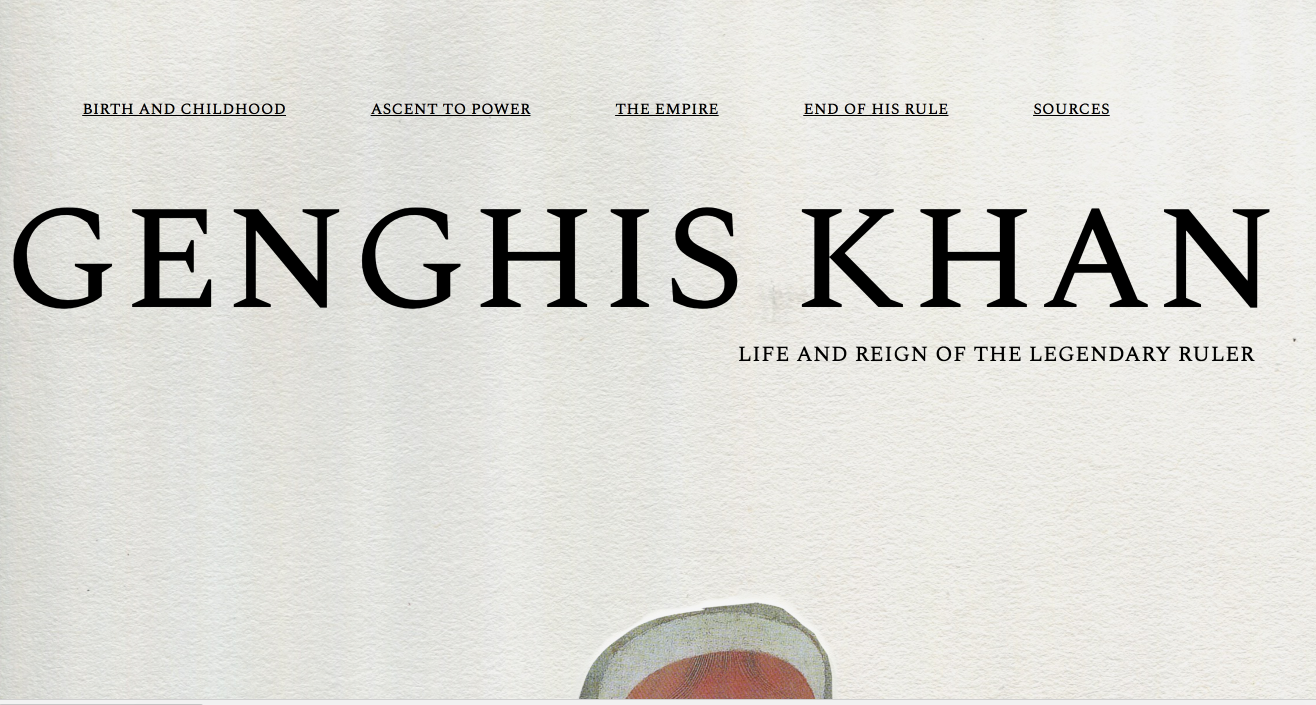 BIRTH AND CHILDHOOD ASCENT TO POWER THE EMPIRE END OF HIS RULE SOURCES
GENGHIS KHAN
LIFE AND REIGN OF THE LEGENDARY RULER